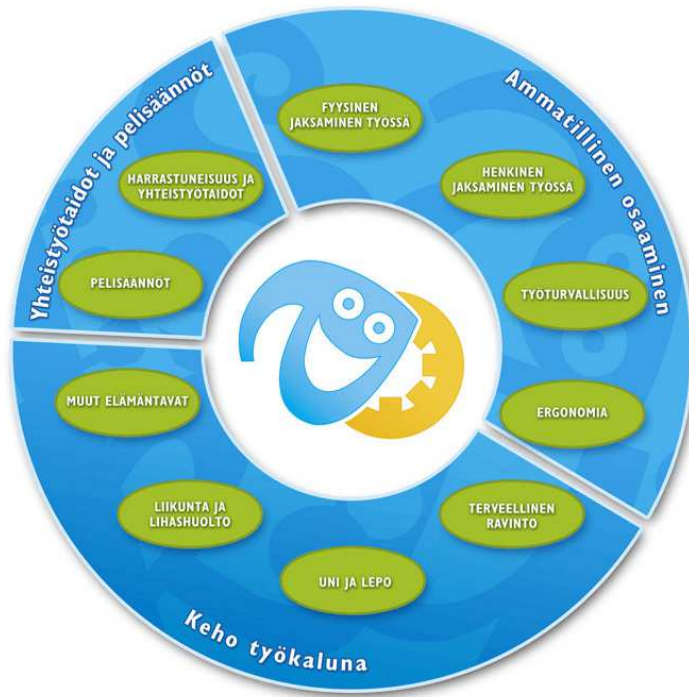 Yhteistyötaidot ja pelisäännöt
HARRASTUNEISUUS JA
YHTEISTYÖTAIDOT
PELISÄÄNNÖT
Ammatillinen osaaminen
FYYSINEN
JAKSAMINEN TYÖSSÄ
HENKINEN
JAKSAMINEN TYÖSSÄ
TYÖTURVALLISUUS
ERGONOMIA
MUUT ELÄMÄNTAVAT
LIIKUNTA JA
LIHASHUOLTO
UNI JA LEPO
TERVEELLINEN
RAVINTO
Keho työkaluna